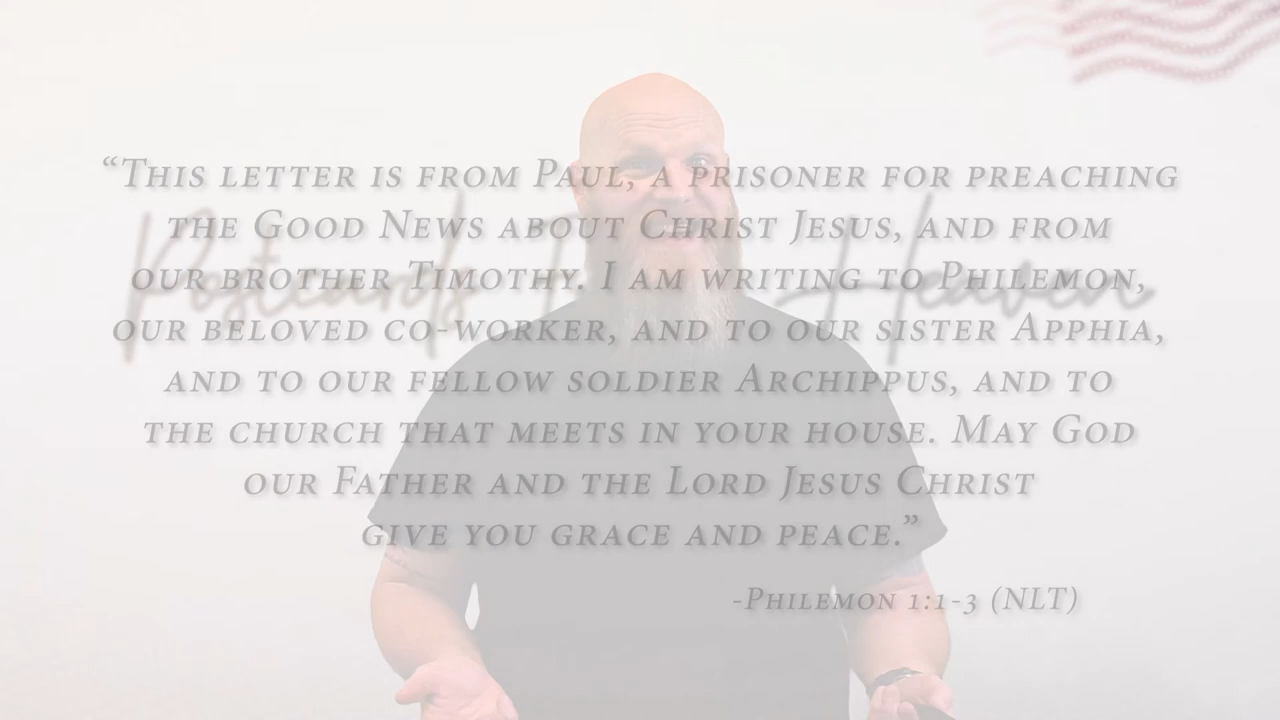 “This letter is from Paul, a prisoner for preaching
the Good News about Christ Jesus, and from
our brother Timothy. I am writing to Philemon,
our beloved co-worker, and to our sister Apphia,
and to our fellow soldier Archippus, and to
the church that meets in your house. May God
our Father and the Lord Jesus Christ
give you grace and peace.”
-Philemon 1:1-3 (NLT)
Postcards Heaven